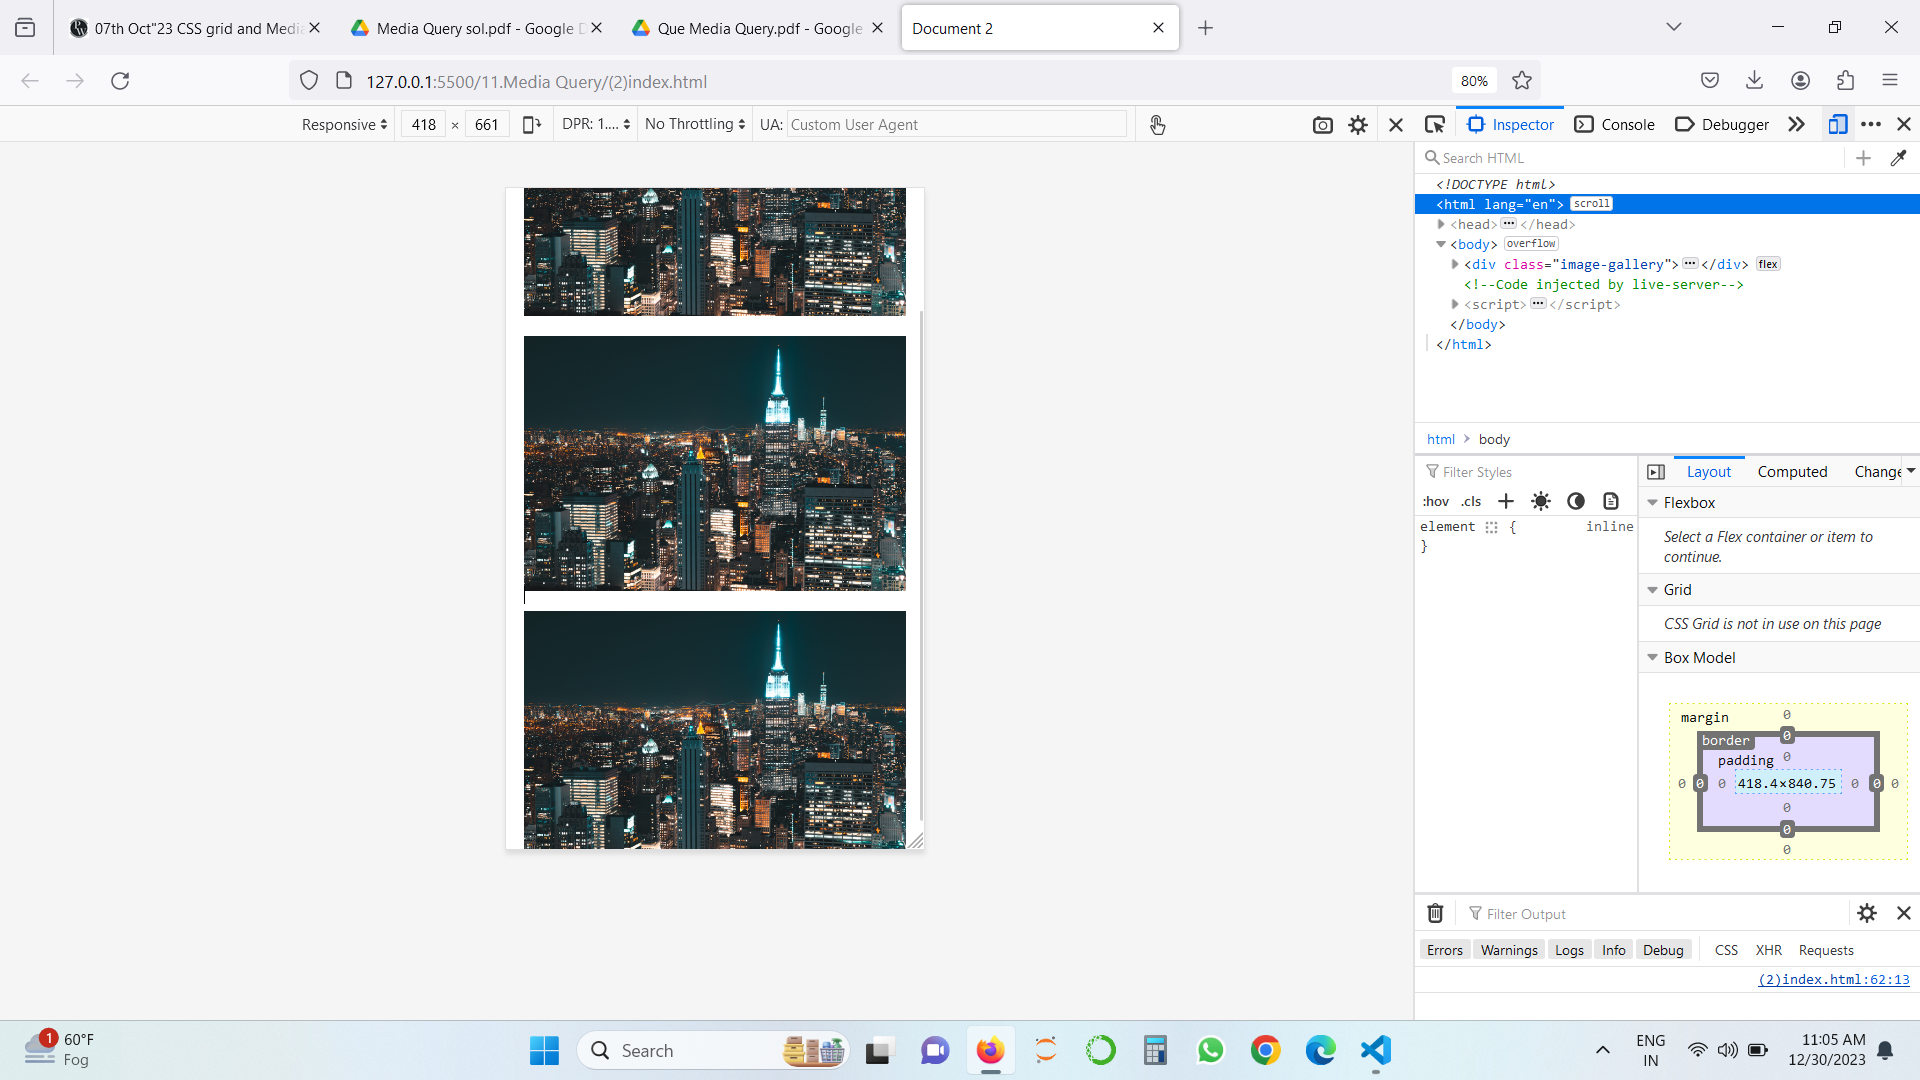 07th Oct"23 CSS grid and Media
Media Query sol.pdf - Google D
Que Media Query.pdf - Google
Document 2
127.0.0.1:5500/11.Media Query/(2)index.html
80%
Responsive
418 × 661
DPR: 1....
No Throttling
UA: Custom User Agent
Inspector
Console
Debugger
Search HTML
<!DOCTYPE html>
<html lang="en"> scroll
<head> ••• </head>
<body> overflow
<div class="image-gallery"> ••• </div> flex
<!--Code injected by live-server-->
<script> ••• </script>
</body>
</html>
html > body
Filter Styles
Layout
Computed
Change
:hov .cls
Flexbox
element { inline
}
Select a Flex container or item to
continue.
Grid
CSS Grid is not in use on this page
Box Model
margin 0
border 0
padding 0
0 0 0 418.4×840.75 0 0 0
0
0
0
Filter Output
Errors Warnings Logs Info Debug CSS XHR Requests
(2)index.html:62:13
1
60°F
Fog
Search
ENG
IN
11:05 AM
12/30/2023